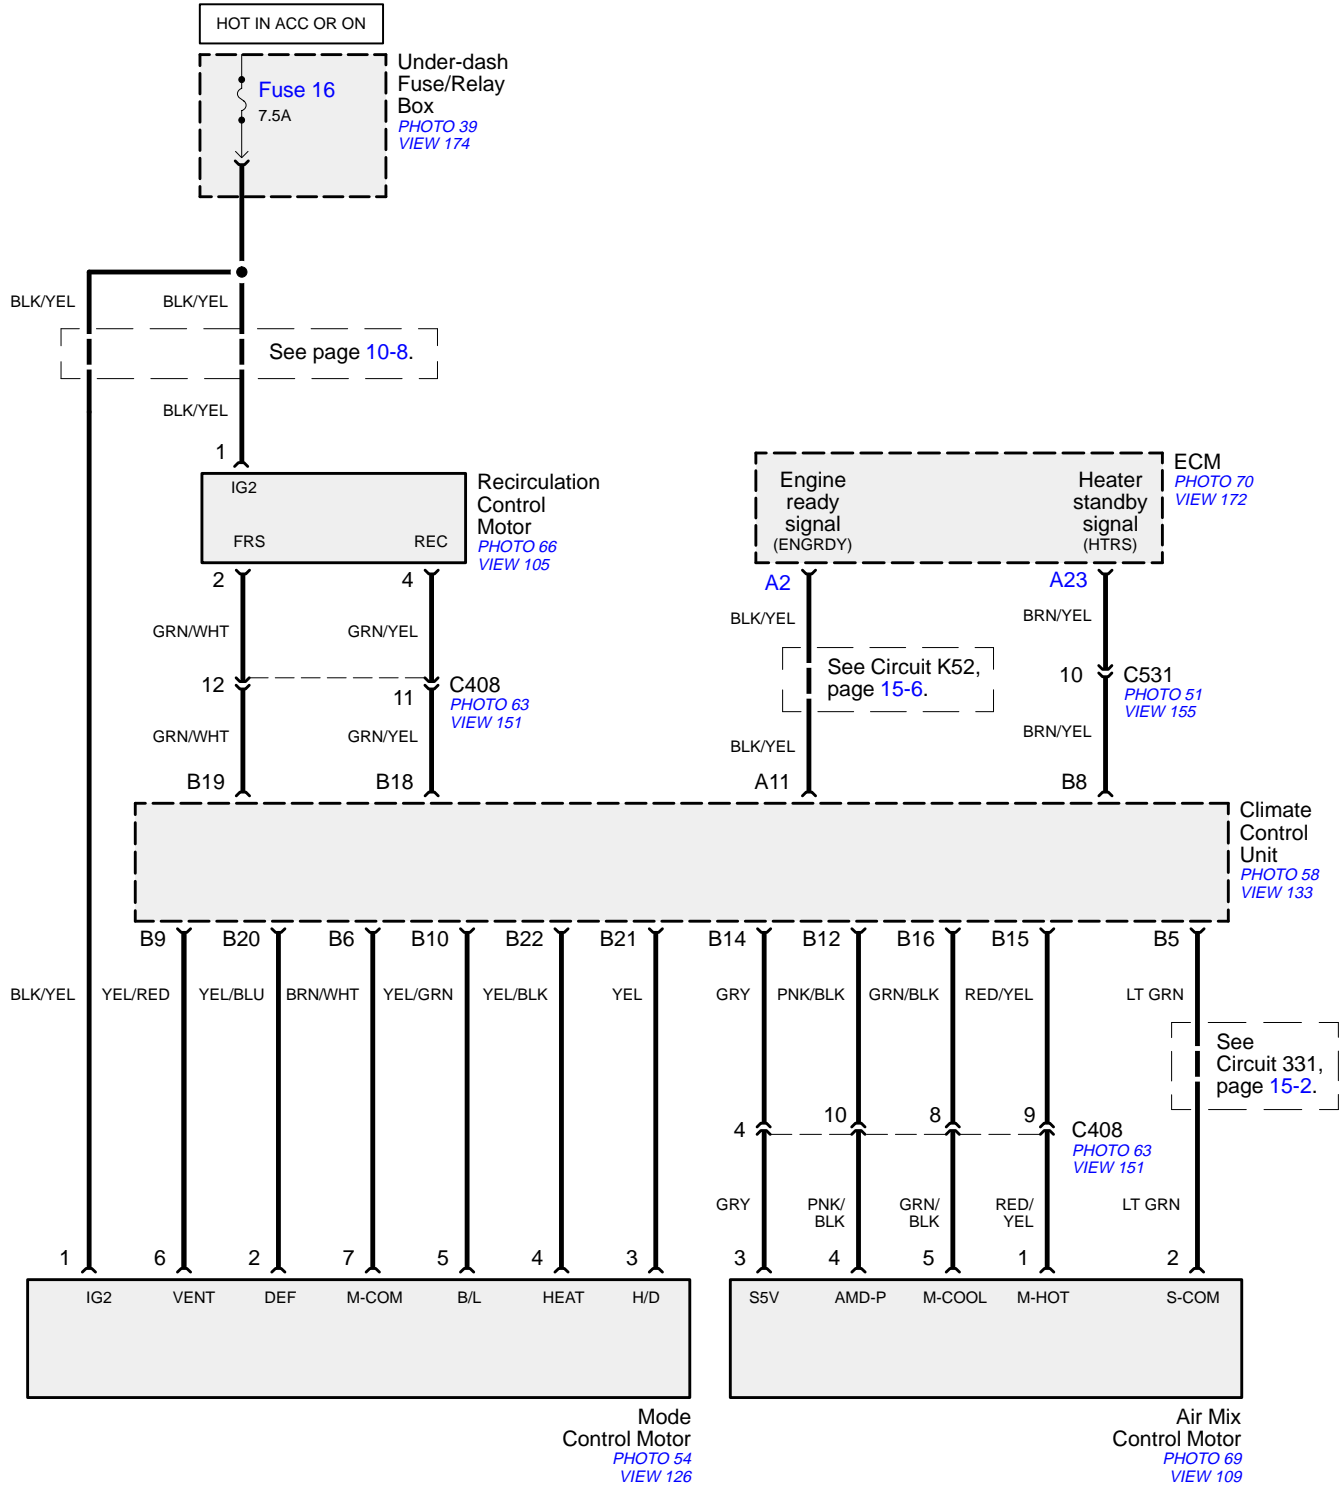 HOT IN ACC OR ON
Under-dash
Fuse/Relay
Box
PHOTO 39
VIEW 174
Fuse 16
7.5A
BLK/YEL
BLK/YEL
See page 10-8.
BLK/YEL
1
IG2
FRS
REC
Recirculation
Control
Motor
PHOTO 66
VIEW 105
2
4
GRN/WHT
GRN/YEL
12
11
C408
PHOTO 63
VIEW 151
GRN/WHT
GRN/YEL
B19
B18
Engine
ready
signal
(ENGRDY)
Heater
standby
signal
(HTRS)
ECM
PHOTO 70
VIEW 172
A2
A23
BLK/YEL
BRN/YEL
See Circuit K52,
page 15-6.
10
C531
PHOTO 51
VIEW 155
BLK/YEL
BRN/YEL
A11
B8
Climate
Control
Unit
PHOTO 58
VIEW 133
B9
B20
B6
B10
B22
B21
B14
B12
B16
B15
B5
BLK/YEL
YEL/RED
YEL/BLU
BRN/WHT
YEL/GRN
YEL/BLK
YEL
GRY
PNK/BLK
GRN/BLK
RED/YEL
LT GRN
See
Circuit 331,
page 15-2.
4
10
8
9
C408
PHOTO 63
VIEW 151
GRY
PNK/
BLK
GRN/
BLK
RED/
YEL
LT GRN
1
6
2
7
5
4
3
3
4
5
1
2
IG2
VENT
DEF
M-COM
B/L
HEAT
H/D
S5V
AMD-P
M-COOL
M-HOT
S-COM
Mode
Control Motor
PHOTO 54
VIEW 126
Air Mix
Control Motor
PHOTO 69
VIEW 109